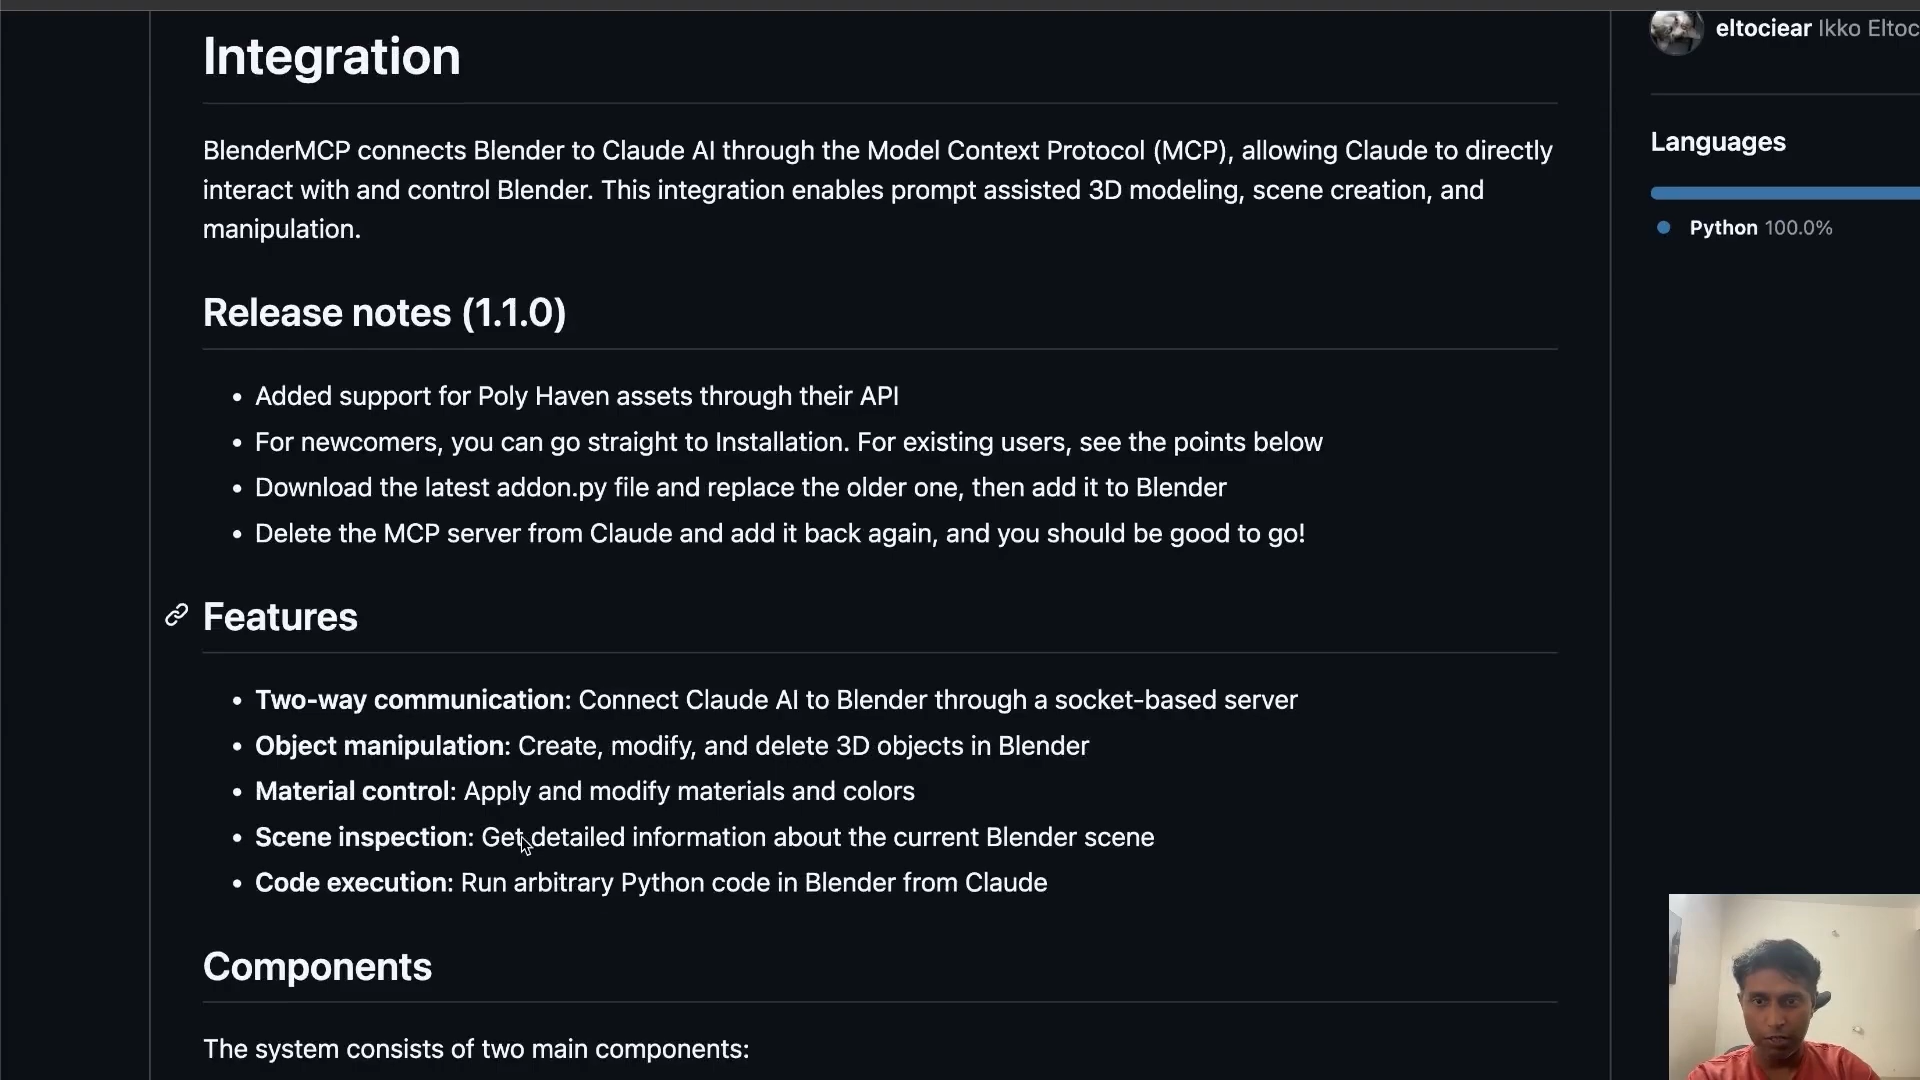 Integration
eltociear Ikko Eltoc
BlenderMCP connects Blender to Claude AI through the Model Context Protocol (MCP), allowing Claude to directly
interact with and control Blender. This integration enables prompt assisted 3D modeling, scene creation, and
manipulation.
Languages
Python 100.0%
Release notes (1.1.0)
• Added support for Poly Haven assets through their API
• For newcomers, you can go straight to Installation. For existing users, see the points below
• Download the latest addon.py file and replace the older one, then add it to Blender
• Delete the MCP server from Claude and add it back again, and you should be good to go!
Features
• Two-way communication: Connect Claude AI to Blender through a socket-based server
• Object manipulation: Create, modify, and delete 3D objects in Blender
• Material control: Apply and modify materials and colors
• Scene inspection: Get detailed information about the current Blender scene
• Code execution: Run arbitrary Python code in Blender from Claude
Components
The system consists of two main components: